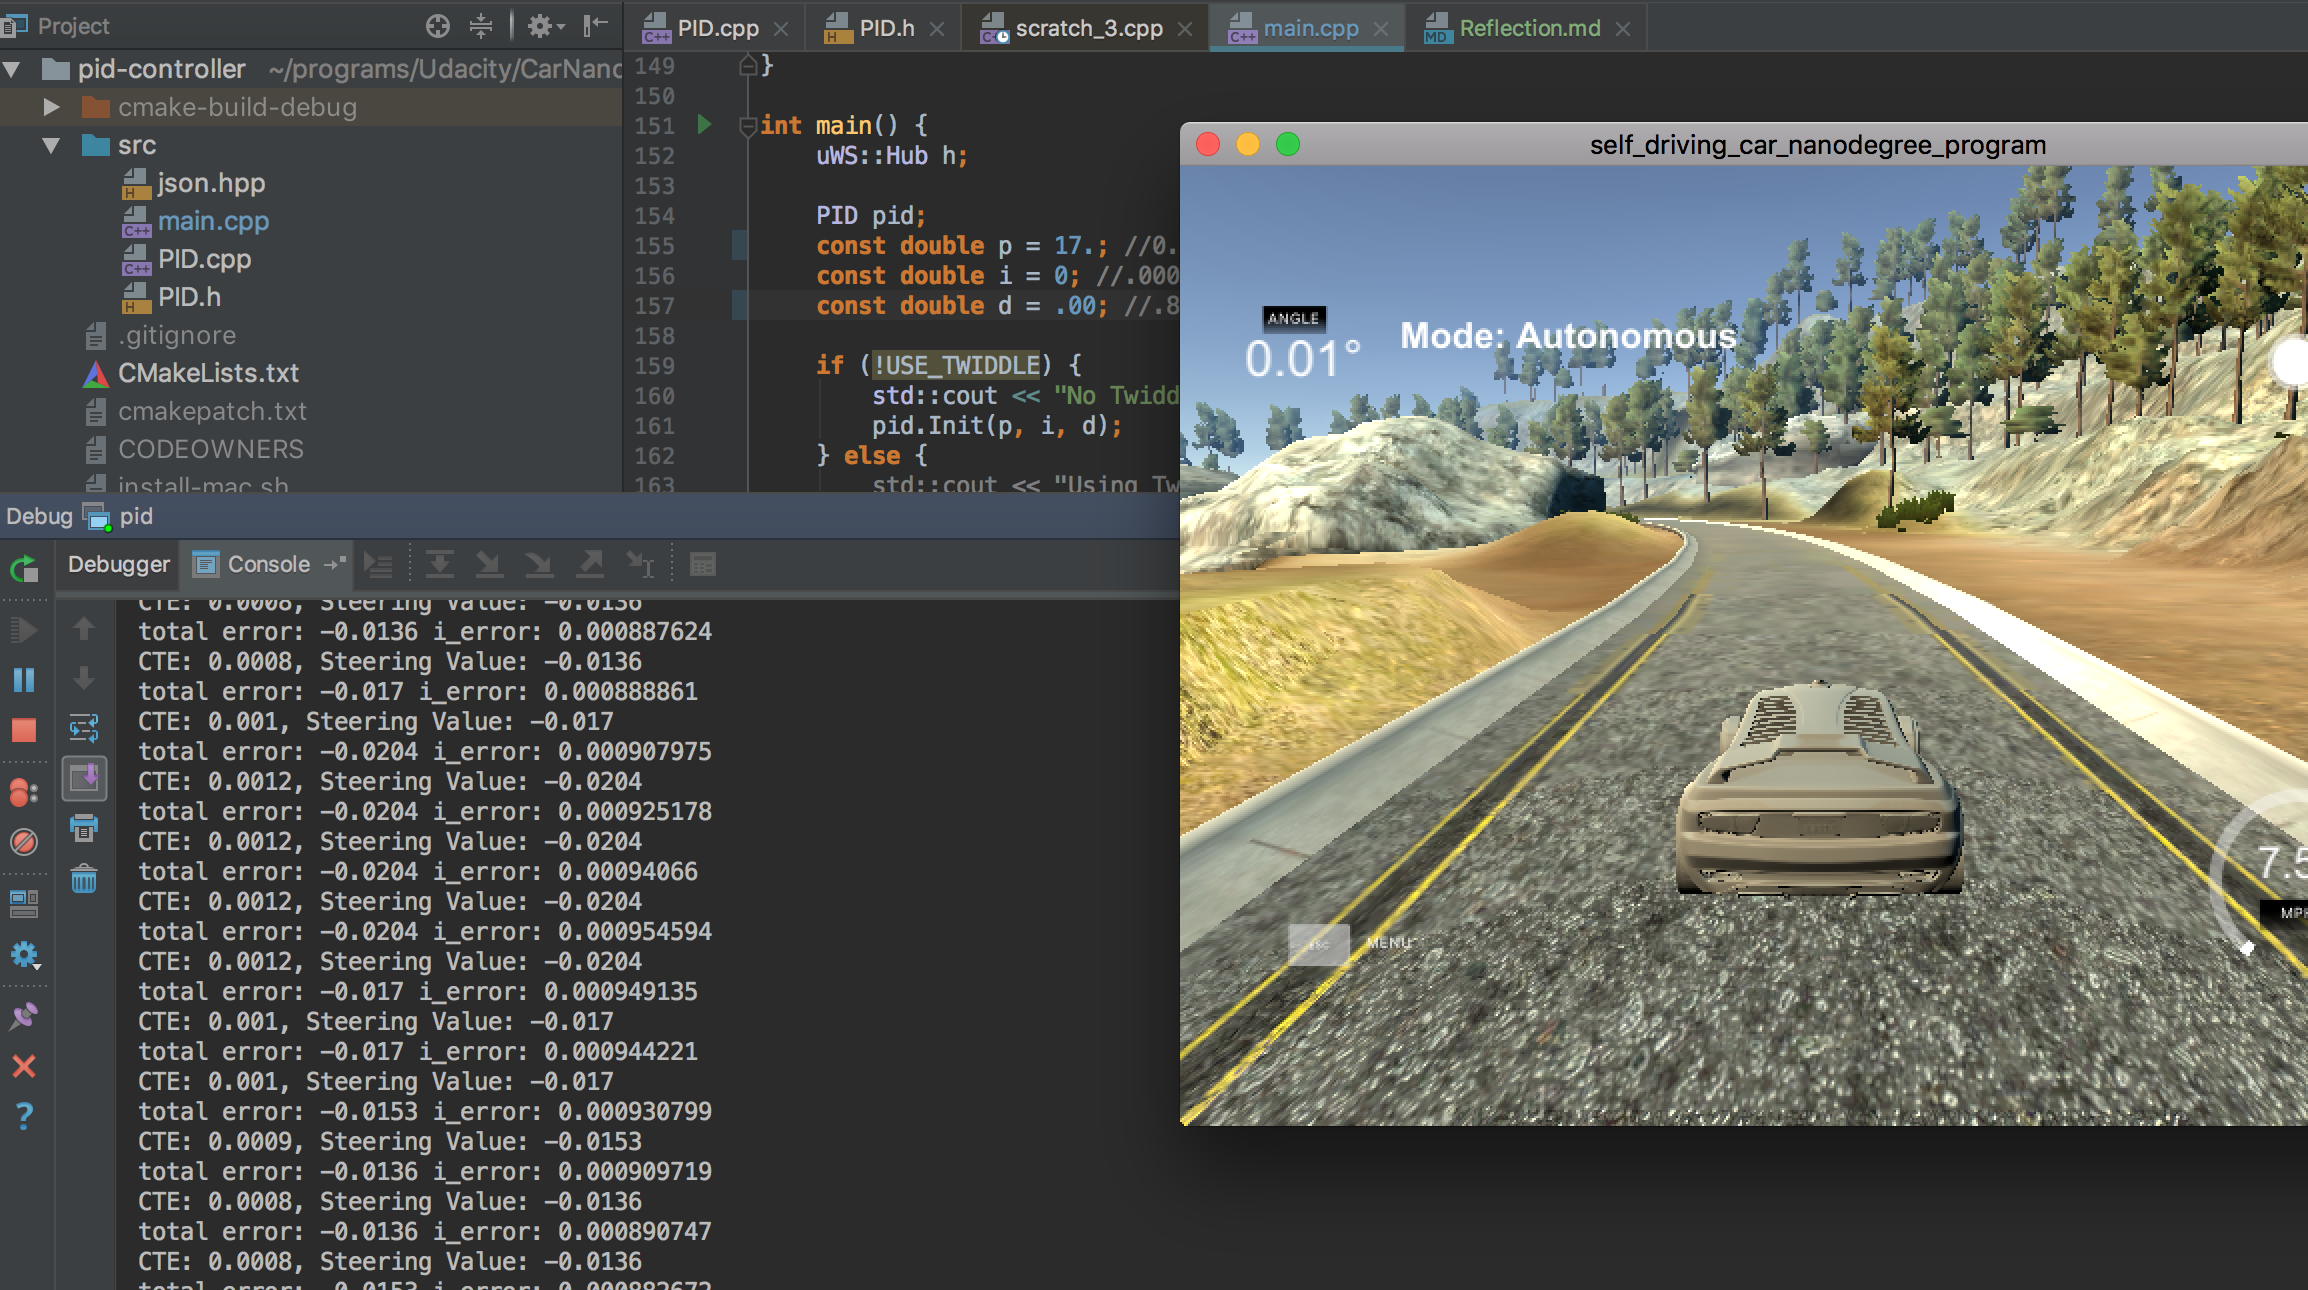 Project
PID.cpp
PID.h
scratch_3.cpp
main.cpp
Reflection.md
pid-controller ~/programs/Udacity/CarNanc
cmake-build-debug
src
json.hpp
main.cpp
PID.cpp
PID.h
.gitignore
CMakeLists.txt
cmakepatch.txt
CODEOWNERS
install-mac.sh
149 }
150
151 int main() {
152 uWS::Hub h;
153
154 PID pid;
155 const double p = 17.; //0.
156 const double i = 0; //.000
157 const double d = .00; //.8
158
159 if (!USE_TWIDDLE) {
160 std::cout << "No Twidd
161 pid.Init(p, i, d);
162 } else {
163 std::cout << "Using Tw
self_driving_car_nanodegree_program
ANGLE
0.01°
Mode: Autonomous
7.5
MPH
ESC MENU
Debug pid
Debugger
Console
CTE: 0.0008, Steering Value: -0.0136
total error: -0.0136 i_error: 0.000887624
CTE: 0.0008, Steering Value: -0.0136
total error: -0.017 i_error: 0.000888861
CTE: 0.001, Steering Value: -0.017
total error: -0.0204 i_error: 0.000907975
CTE: 0.0012, Steering Value: -0.0204
total error: -0.0204 i_error: 0.000925178
CTE: 0.0012, Steering Value: -0.0204
total error: -0.0204 i_error: 0.00094066
CTE: 0.0012, Steering Value: -0.0204
total error: -0.0204 i_error: 0.000954594
CTE: 0.0012, Steering Value: -0.0204
total error: -0.017 i_error: 0.000949135
CTE: 0.001, Steering Value: -0.017
total error: -0.017 i_error: 0.000944221
CTE: 0.001, Steering Value: -0.017
total error: -0.0153 i_error: 0.000930799
CTE: 0.0009, Steering Value: -0.0153
total error: -0.0136 i_error: 0.000909719
CTE: 0.0008, Steering Value: -0.0136
total error: -0.0136 i_error: 0.000890747
CTE: 0.0008, Steering Value: -0.0136
total error: -0.0153 i_error: 0.000882672